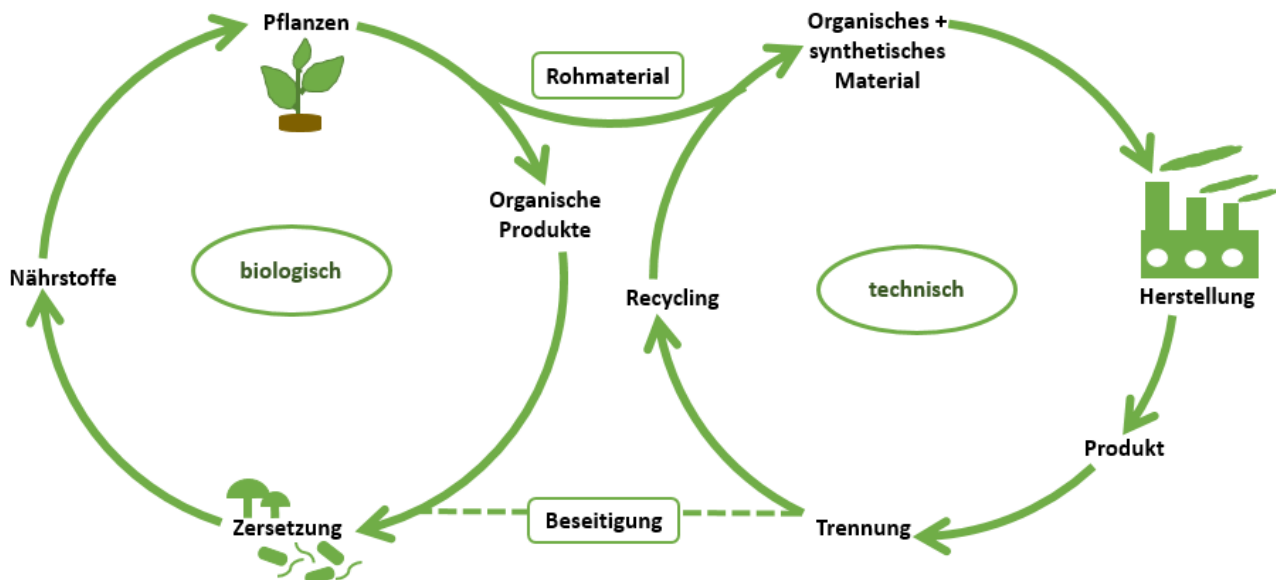 Pflanzen
Organisches +
synthetisches
Material
Rohmaterial
Organische
Produkte
biologisch
technisch
Nährstoffe
Recycling
Herstellung
Produkt
Zersetzung
Beseitigung
Trennung